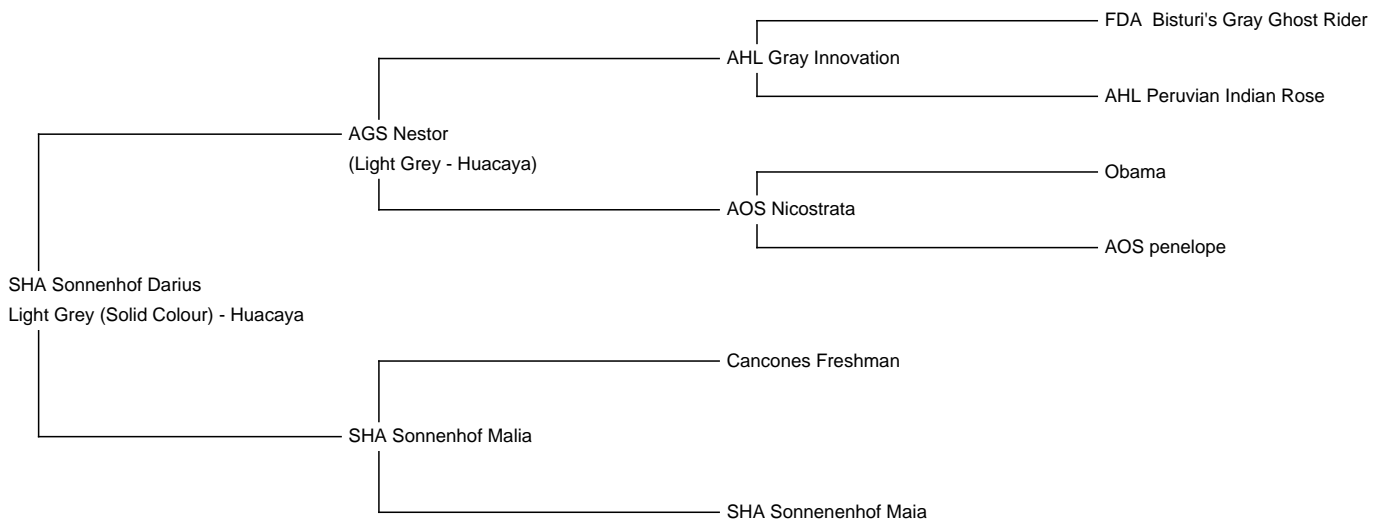 FDA  Bisturi's Gray Ghost Rider
AHL Gray Innovation
AHL Peruvian Indian Rose
AGS Nestor
(Light Grey - Huacaya)
Obama
AOS Nicostrata
AOS penelope
SHA Sonnenhof Darius
Light Grey (Solid Colour) - Huacaya
Cancones Freshman
SHA Sonnenhof Malia
SHA Sonnenenhof Maia